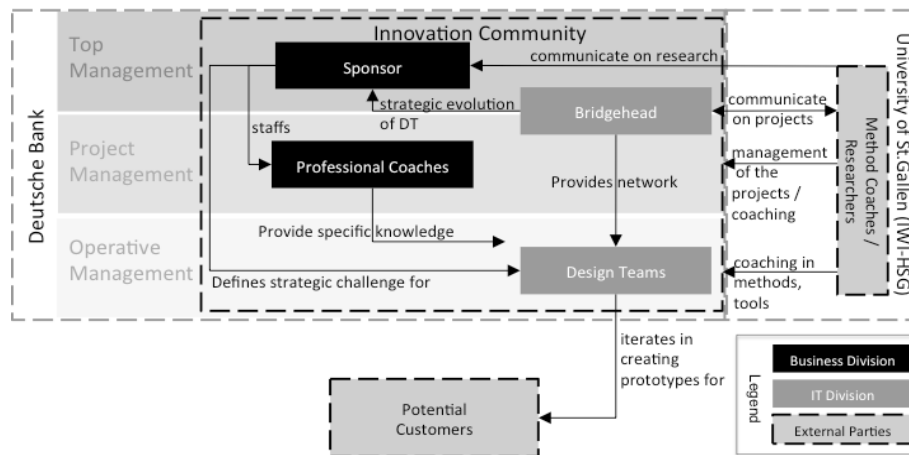 Innovation Community
Top
Management
Sponsor
communicate on research
strategic evolution
of DT
Bridgehead
communicate
on projects
staffs
Project
Management
Professional Coaches
Provides network
management
of the
projects /
coaching
Provide specific knowledge
Operative
Management
Design Teams
Defines strategic challenge for
coaching in
methods,
tools
Deutsche Bank
Method Coaches /
Researchers
University of St.Gallen (IWI-HSG)
iterates in
creating
prototypes for
Potential
Customers
Legend
Business Division
IT Division
External Parties